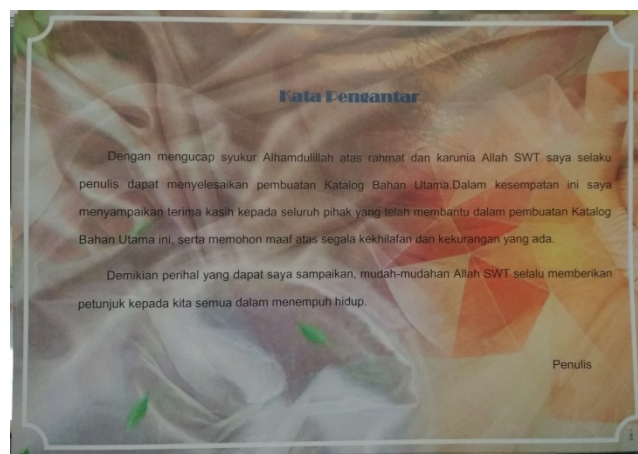 Kata Pengantar
Dengan mengucap syukur Alhamdulillah atas rahmat dan karunia Allah SWT saya selaku
penulis dapat menyelesaikan pembuatan Katalog Bahan Utama.Dalam kesempatan ini saya
menyampaikan terima kasih kepada seluruh pihak yang telah membantu dalam pembuatan Katalog
Bahan Utama ini, serta memohon maaf atas segala kekhilafan dan kekurangan yang ada.
Demikian perihal yang dapat saya sampaikan, mudah-mudahan Allah SWT selalu memberikan
petunjuk kepada kita semua dalam menempuh hidup.
Penulis